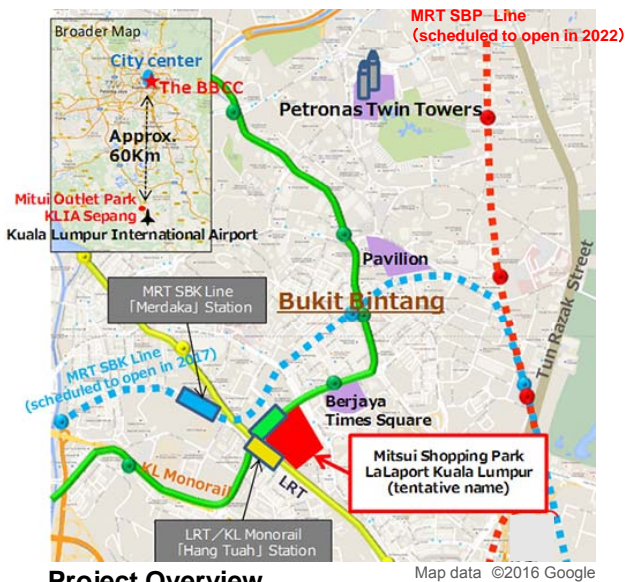 Broader Map
City center
The BBCC
Approx.
60Km
Mitui Outlet Park
KLIA Sepang
Kuala Lumpur International Airport
MRT SBP Line
(scheduled to open in 2022)
Petronas Twin Towers
Pavilion
Tun Razak Street
MRT SBK Line
「Merdaka」Station
Bukit Bintang
MRT SBK Line
(scheduled to open in 2017)
Berjaya
Times Square
KL Monorail
LRT
Mitsui Shopping Park
LaLaport Kuala Lumpur
(tentative name)
LRT／KL Monorail
「Hang Tuah」Station
Map data ©2016 Google
Project Overview